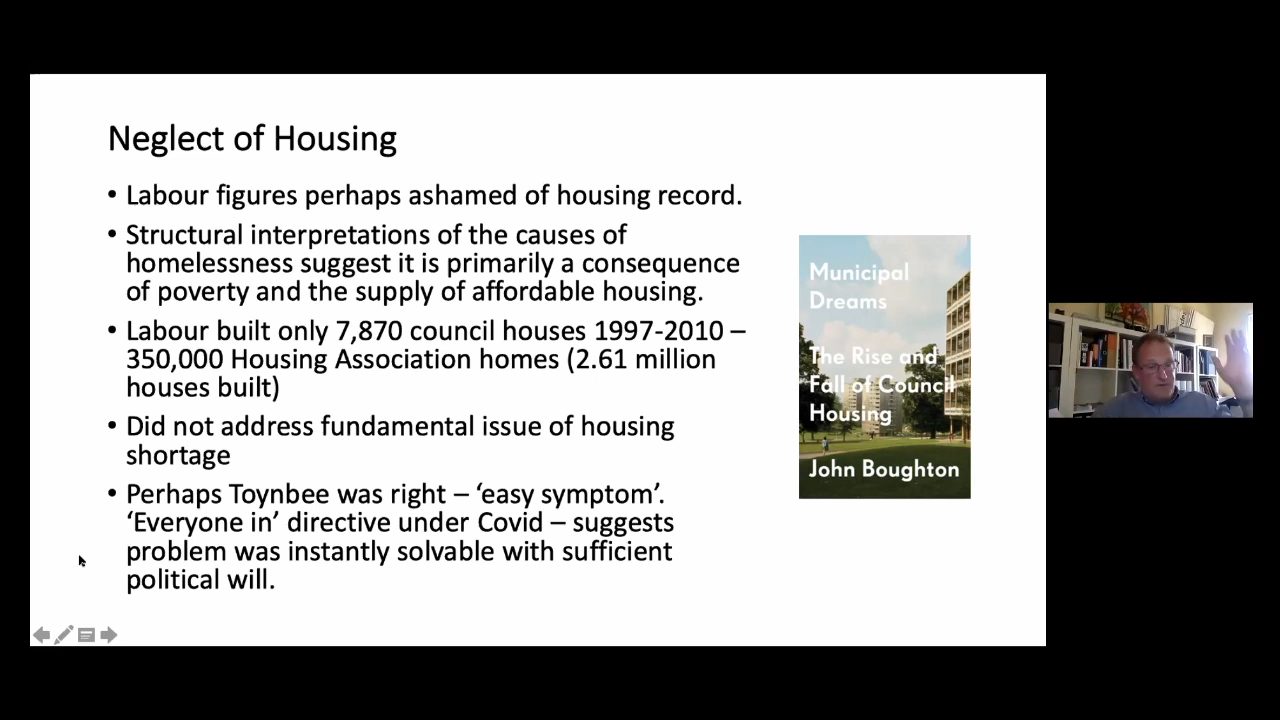 Neglect of Housing
• Labour figures perhaps ashamed of housing record.
• Structural interpretations of the causes of
homelessness suggest it is primarily a consequence
of poverty and the supply of affordable housing.
• Labour built only 7,870 council houses 1997-2010 –
350,000 Housing Association homes (2.61 million
houses built)
• Did not address fundamental issue of housing
shortage
• Perhaps Toynbee was right – ‘easy symptom’.
‘Everyone in’ directive under Covid – suggests
problem was instantly solvable with sufficient
political will.
Municipal
Dreams
The Rise and
Fall of Council
Housing
John Boughton